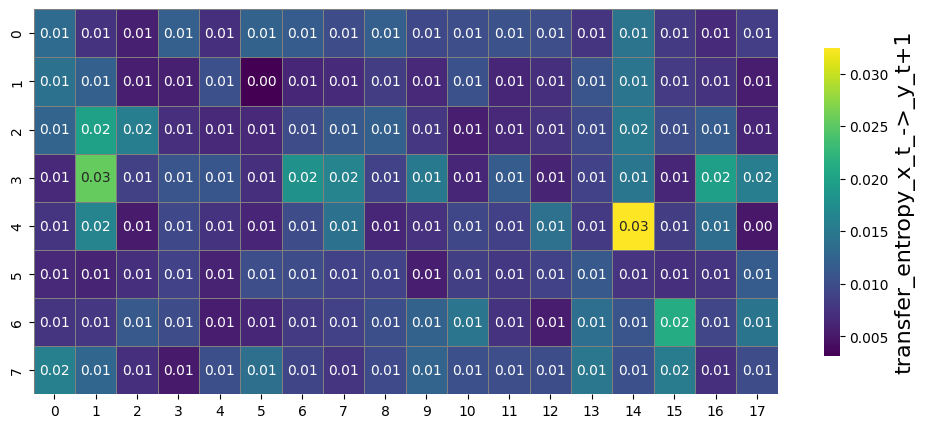 0 0.01 0.01 0.01 0.01 0.01 0.01 0.01 0.01 0.01 0.01 0.01 0.01 0.01 0.01 0.01 0.01 0.01 0.01
1 0.01 0.01 0.01 0.01 0.01 0.00 0.01 0.01 0.01 0.01 0.01 0.01 0.01 0.01 0.01 0.01 0.01 0.01
2 0.01 0.02 0.02 0.01 0.01 0.01 0.01 0.01 0.01 0.01 0.01 0.01 0.01 0.01 0.02 0.01 0.01 0.01
3 0.01 0.03 0.01 0.01 0.01 0.01 0.02 0.02 0.01 0.01 0.01 0.01 0.01 0.01 0.01 0.01 0.02 0.02
4 0.01 0.02 0.01 0.01 0.01 0.01 0.01 0.01 0.01 0.01 0.01 0.01 0.01 0.01 0.03 0.01 0.01 0.00
5 0.01 0.01 0.01 0.01 0.01 0.01 0.01 0.01 0.01 0.01 0.01 0.01 0.01 0.01 0.01 0.01 0.01 0.01
6 0.01 0.01 0.01 0.01 0.01 0.01 0.01 0.01 0.01 0.01 0.01 0.01 0.01 0.01 0.01 0.02 0.01 0.01
7 0.02 0.01 0.01 0.01 0.01 0.01 0.01 0.01 0.01 0.01 0.01 0.01 0.01 0.01 0.01 0.02 0.01 0.01
0 1 2 3 4 5 6 7 8 9 10 11 12 13 14 15 16 17
0.030
0.025
0.020
0.015
0.010
0.005
transfer_entropy_x_t_->_y_t+1